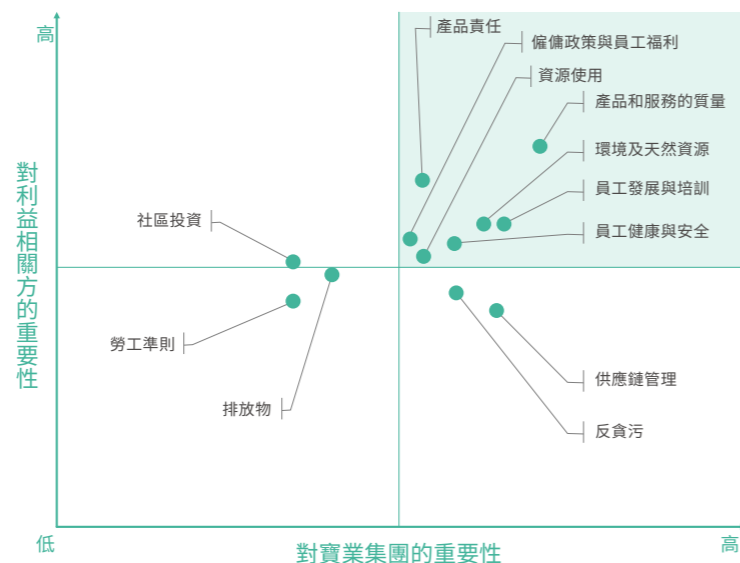 高
產品責任
僱傭政策與員工福利
資源使用
產品和服務的質量
環境及天然資源
員工發展與培訓
員工健康與安全
對利益相關方的重要性
社區投資
勞工準則
排放物
供應鏈管理
反貪污
低
對寶業集團的重要性
高